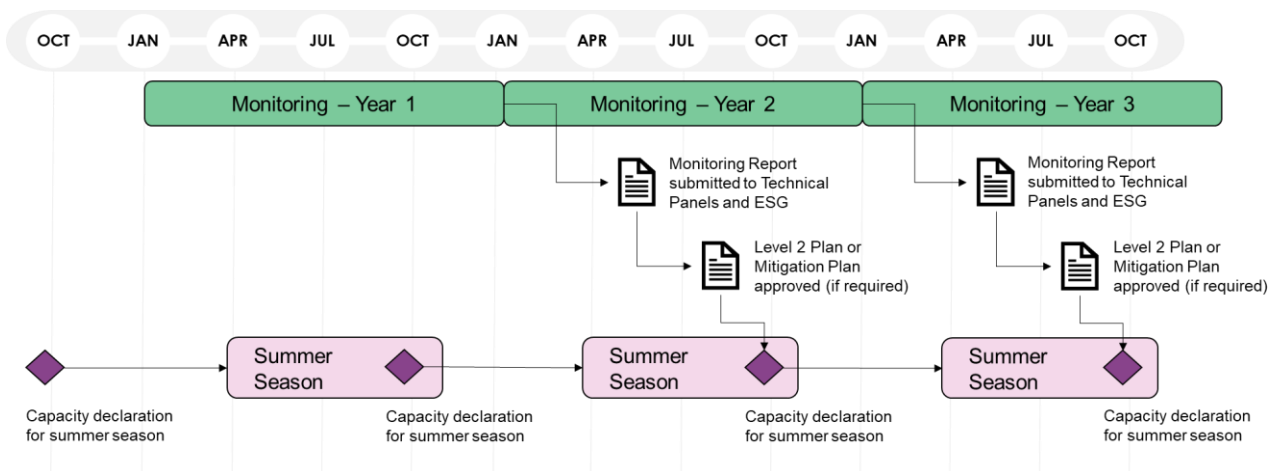 OCT JAN APR JUL OCT JAN APR JUL OCT JAN APR JUL OCT
Monitoring – Year 1
Monitoring – Year 2
Monitoring – Year 3
Monitoring Report
submitted to Technical
Panels and ESG
Monitoring Report
submitted to Technical
Panels and ESG
Level 2 Plan or
Mitigation Plan
approved (if required)
Level 2 Plan or
Mitigation Plan
approved (if required)
Summer
Season
Summer
Season
Summer
Season
Capacity declaration
for summer season
Capacity declaration
for summer season
Capacity declaration
for summer season
Capacity declaration
for summer season